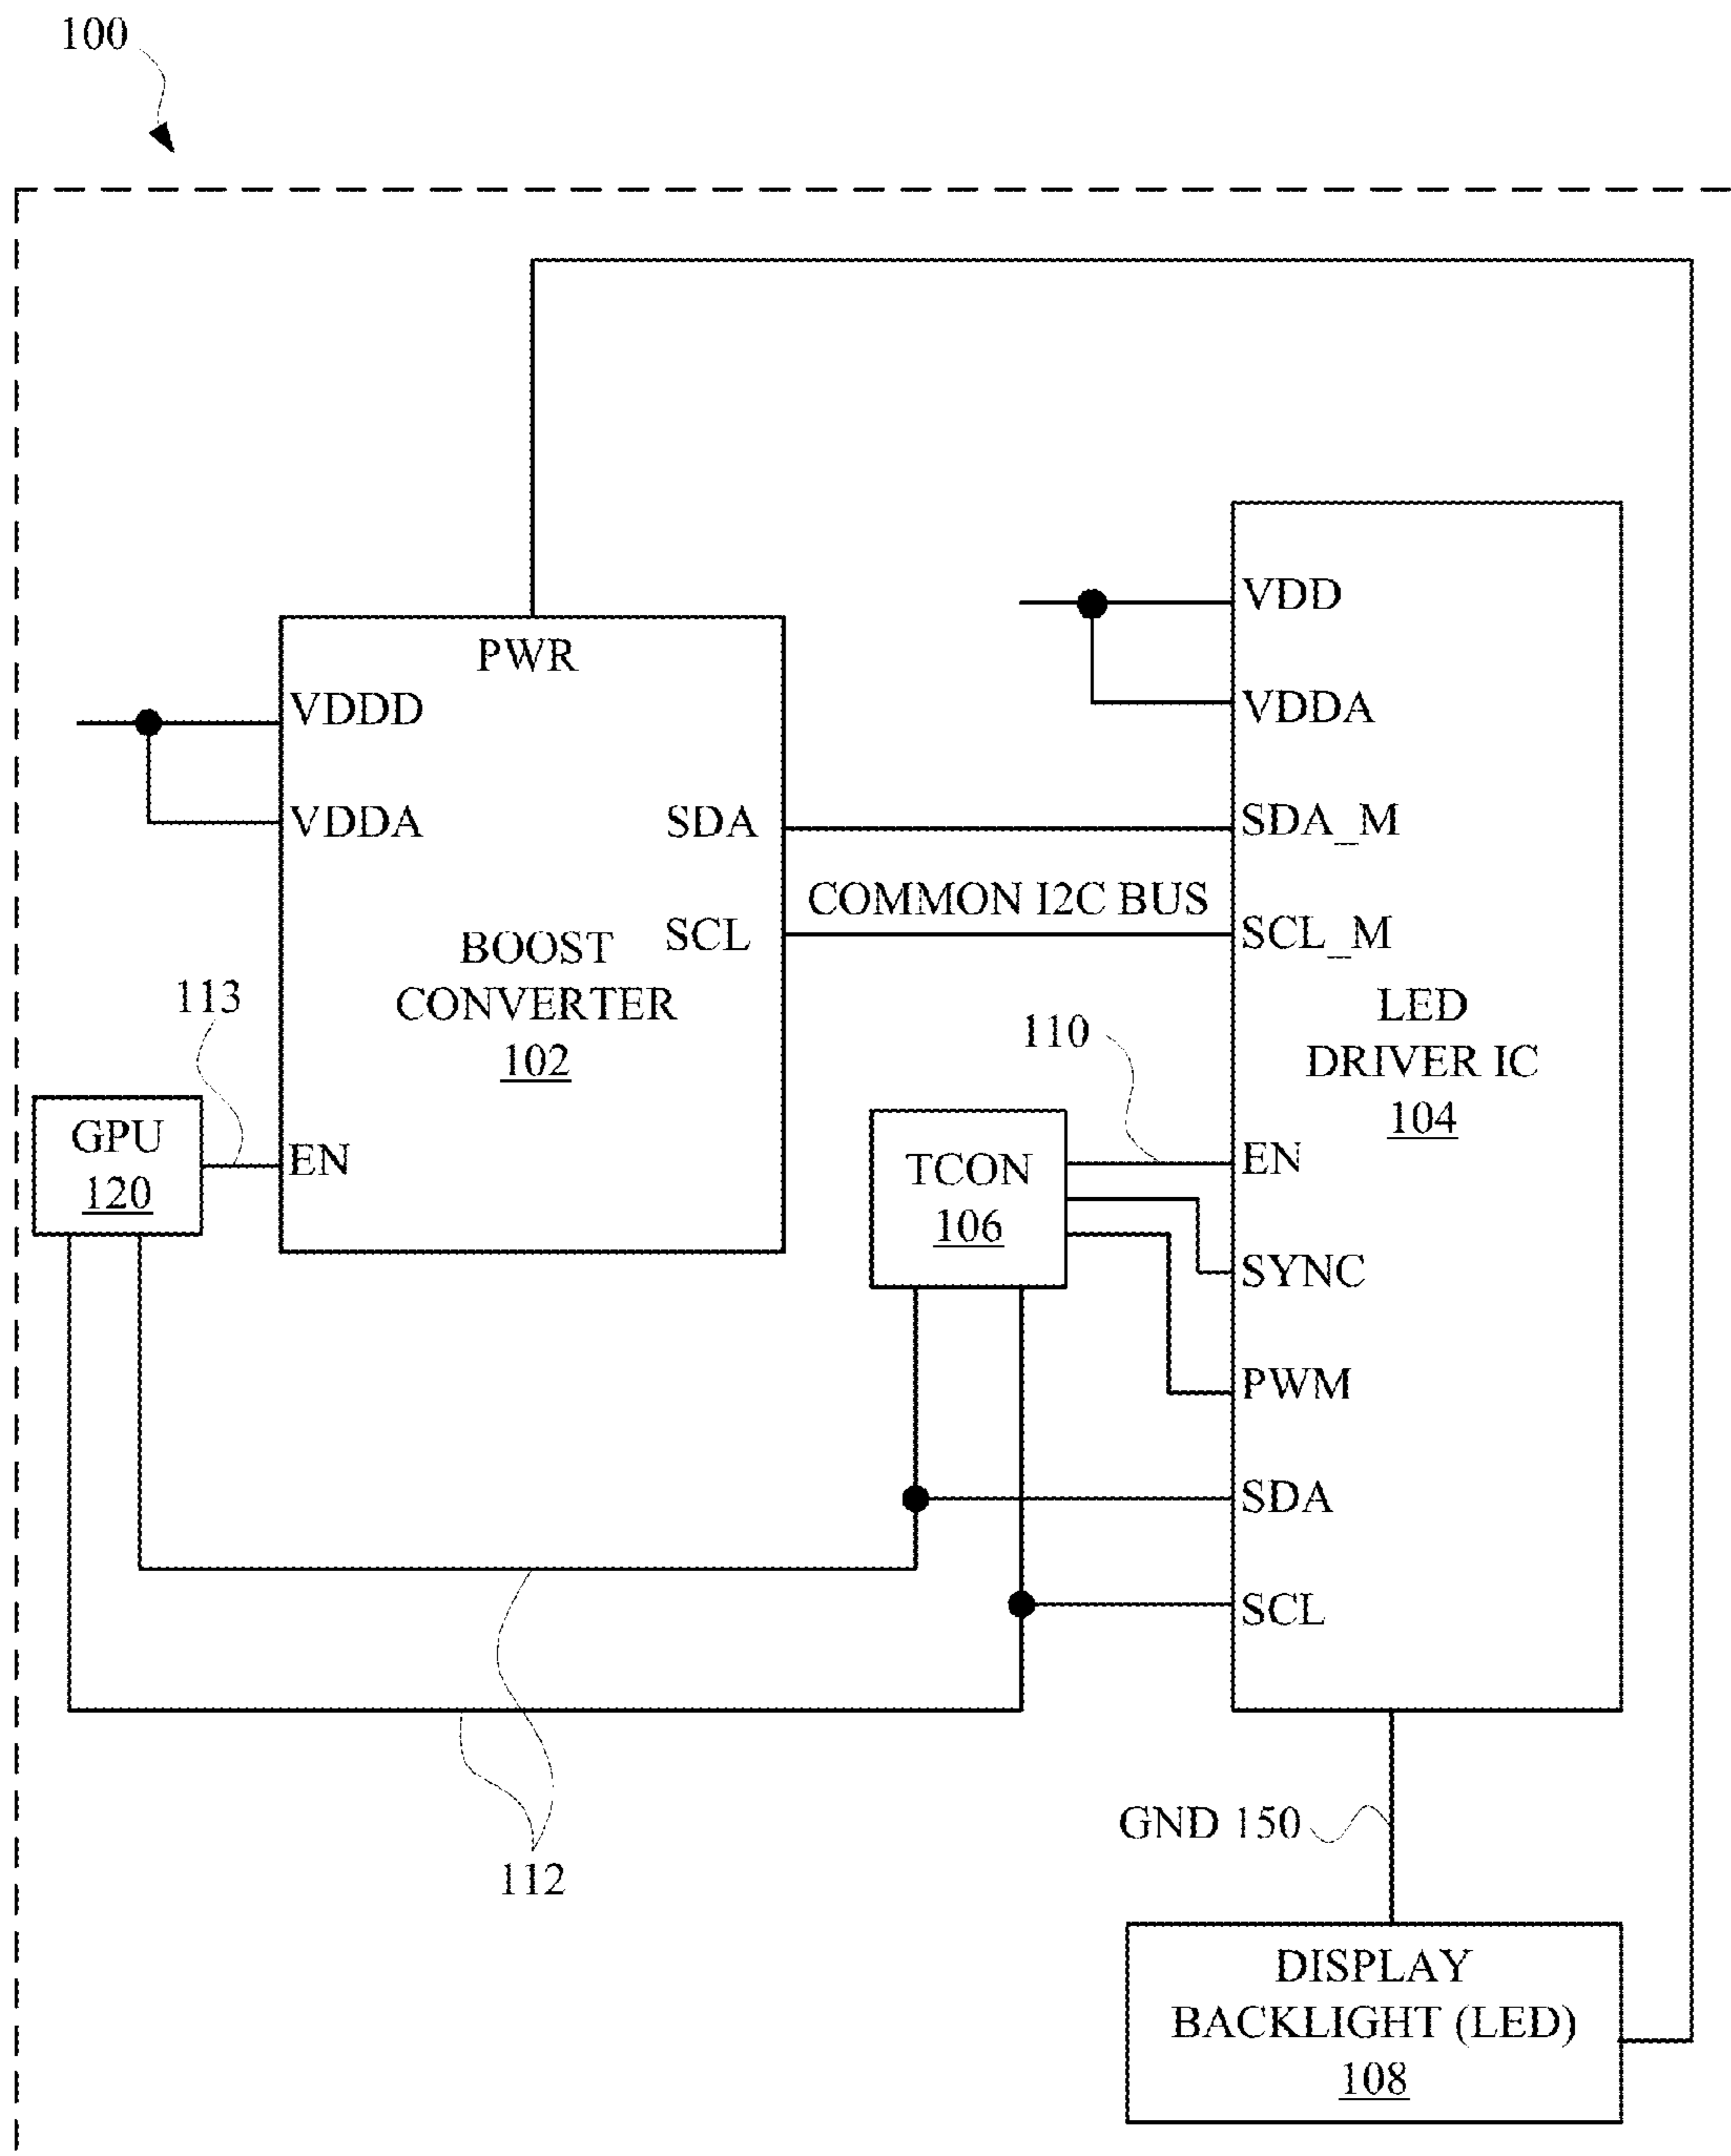 100
PWR
VDDD
VDDA
SDA
SCL
BOOST
CONVERTER
102
EN
113
GPU
120
COMMON I2C BUS
VDD
VDDA
SDA_M
SCL_M
LED
DRIVER IC
104
110
EN
SYNC
PWM
SDA
SCL
TCON
106
112
GND 150
DISPLAY
BACKLIGHT (LED)
108